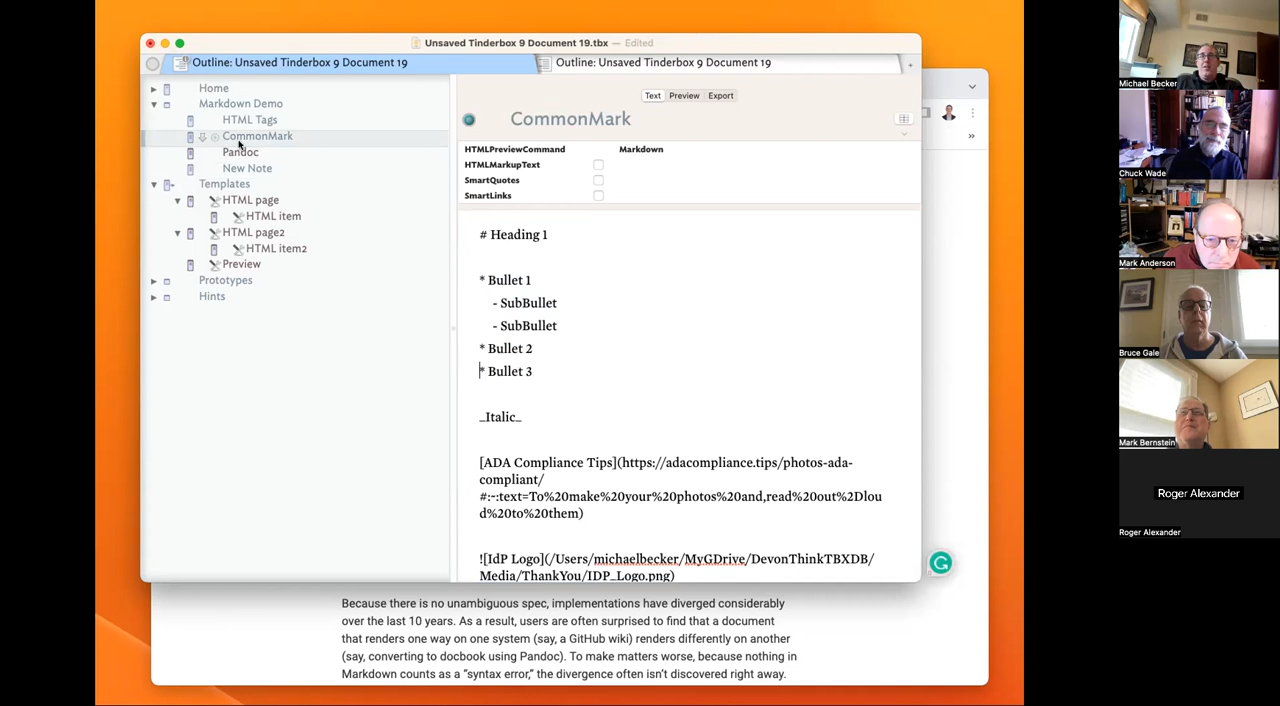 Unsaved Tinderbox 9 Document 19.tbx — Edited
Outline: Unsaved Tinderbox 9 Document 19
Outline: Unsaved Tinderbox 9 Document 19
+
Home
Markdown Demo
HTML Tags
CommonMark
Pandoc
New Note
Templates
HTML page
HTML item
HTML page2
HTML item2
Preview
Prototypes
Hints
Text Preview Export
CommonMark
HTMLPreviewCommand Markdown
HTMLMarkupText
SmartQuotes
SmartLinks
# Heading 1
* Bullet 1
- SubBullet
- SubBullet
* Bullet 2
* Bullet 3
_Italic_
[ADA Compliance Tips](https://adacompliance.tips/photos-ada-
compliant/
#:~:text=To%20make%20your%20photos%20and,read%20out%2Dlou
d%20to%20them)
![IdP Logo](/Users/michaelbecker/MyGDrive/DevonThinkTBXDB/
Media/ThankYou/IDP_Logo.png)
»
G
Because there is no unambiguous spec, implementations have diverged considerably
over the last 10 years. As a result, users are often surprised to find that a document
that renders one way on one system (say, a GitHub wiki) renders differently on another
(say, converting to docbook using Pandoc). To make matters worse, because nothing in
Markdown counts as a “syntax error,” the divergence often isn’t discovered right away.
Michael Becker
Chuck Wade
Mark Anderson
Bruce Gale
Mark Bernstein
Roger Alexander
Roger Alexander